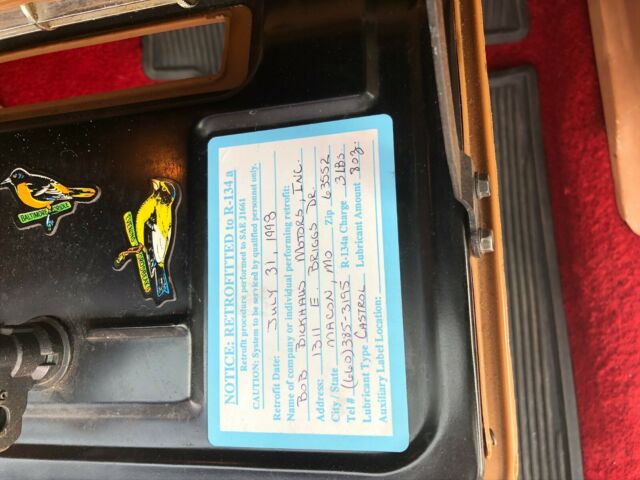 NOTICE: RETROFITTED to R-134a
Retrofit procedure performed to SAE J1661
CAUTION: System to be serviced by qualified personnel only.
Retrofit Date: JULY 31, 1998
Name of company or individual performing retrofit:
BOB DICKHAUS MOTORS, INC.
Address: 1311 E. BRIGGS DR.
City / State MACON, MO Zip 63552
Tel # (660) 385-3195 R-134a Charge 3 lBS
Lubricant Type CASTROL Lubricant Amount 8 oz
Auxiliary Label Location:
BALTIMORE ORIOLE